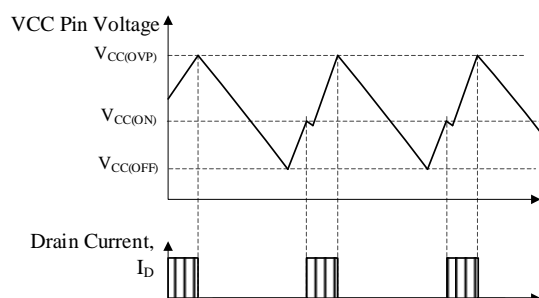 VCC Pin Voltage
VCC(OVP)
VCC(ON)
VCC(OFF)
Drain Current,
ID